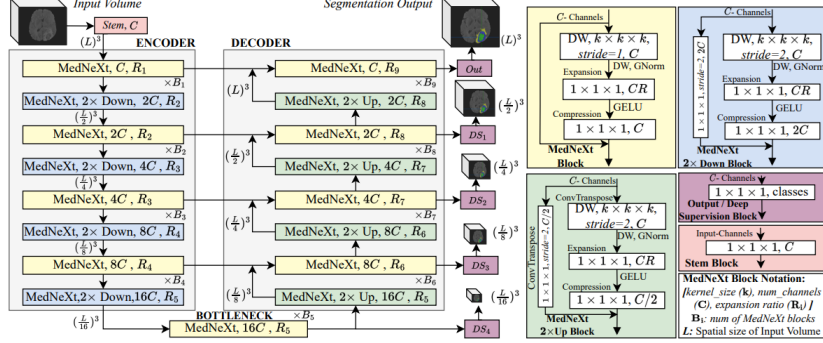 Input Volume
Segmentation Output
Stem, C
(L)³
ENCODER
DECODER
MedNeXt, C, R₁
×B₁
MedNeXt, 2× Down, 2C, R₂
(L/2)³
MedNeXt, 2C, R₂
×B₂
MedNeXt, 2× Down, 4C, R₃
(L/4)³
MedNeXt, 4C, R₃
×B₃
MedNeXt, 2× Down, 8C, R₄
(L/8)³
MedNeXt, 8C, R₄
×B₄
MedNeXt,2× Down,16C, R₅
(L/16)³
BOTTLENECK
MedNeXt, 16C, R₅
×B₅
MedNeXt, C, R₉
×B₉
(L)³
MedNeXt, 2× Up, 2C, R₈
MedNeXt, 2C, R₈
×B₈
(L/2)³
MedNeXt, 2× Up, 4C, R₇
MedNeXt, 4C, R₇
×B₇
(L/4)³
MedNeXt, 2× Up, 8C, R₆
MedNeXt, 8C, R₆
×B₆
(L/8)³
MedNeXt, 2× Up, 16C, R₅
Out
(L)³
DS₁
(L/2)³
DS₂
(L/4)³
DS₃
(L/8)³
DS₄
(L/16)³
C- Channels
DW, k × k × k,
stride=1, C
DW, GNorm
Expansion
1 × 1 × 1, CR
GELU
Compression
1 × 1 × 1, C
MedNeXt
Block
C- Channels
1 × 1 × 1, stride=2, 2C
DW, k × k × k,
stride=2, C
DW, GNorm
Expansion
1 × 1 × 1, CR
GELU
Compression
1 × 1 × 1, 2C
MedNeXt
2× Down Block
C- Channels
ConvTranspose
ConvTranspose
1 × 1 × 1, stride=2, C/2
DW, k × k × k,
stride=2, C
DW, GNorm
Expansion
1 × 1 × 1, CR
GELU
Compression
1 × 1 × 1, C/2
MedNeXt
2×Up Block
C- Channels
1 × 1 × 1, classes
Output / Deep
Supervision Block
Input-Channels
1 × 1 × 1, C
Stem Block
MedNeXt Block Notation:
[kernel_size (k), num_channels
(C), expansion ratio (Rᵢ) ]
Bᵢ: num of MedNeXt blocks
L: Spatial size of Input Volume